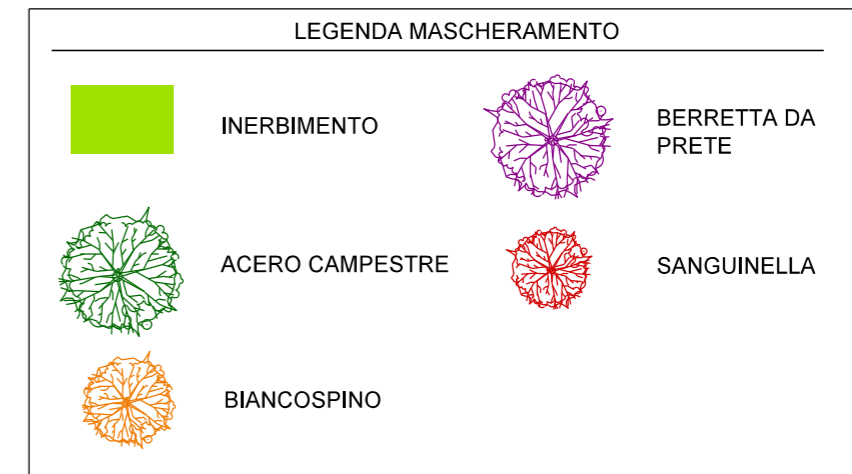 LEGENDA MASCHERAMENTO
INERBIMENTO
ACERO CAMPESTRE
BIANCOSPINO
BERRETTA DA
PRETE
SANGUINELLA